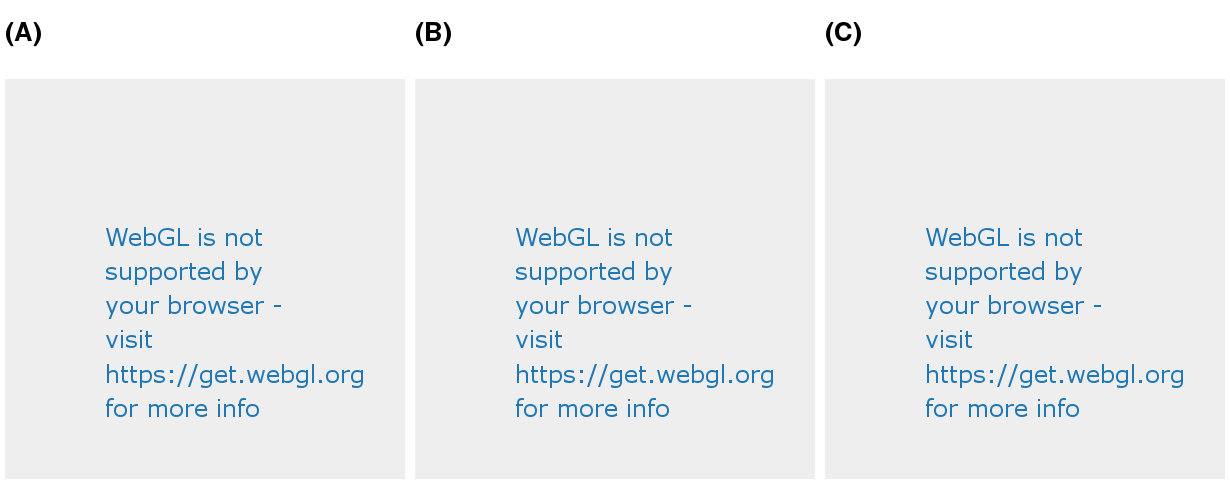 (A)
WebGL is not
supported by
your browser -
visit
https://get.webgl.org
for more info
(B)
WebGL is not
supported by
your browser -
visit
https://get.webgl.org
for more info
(C)
WebGL is not
supported by
your browser -
visit
https://get.webgl.org
for more info